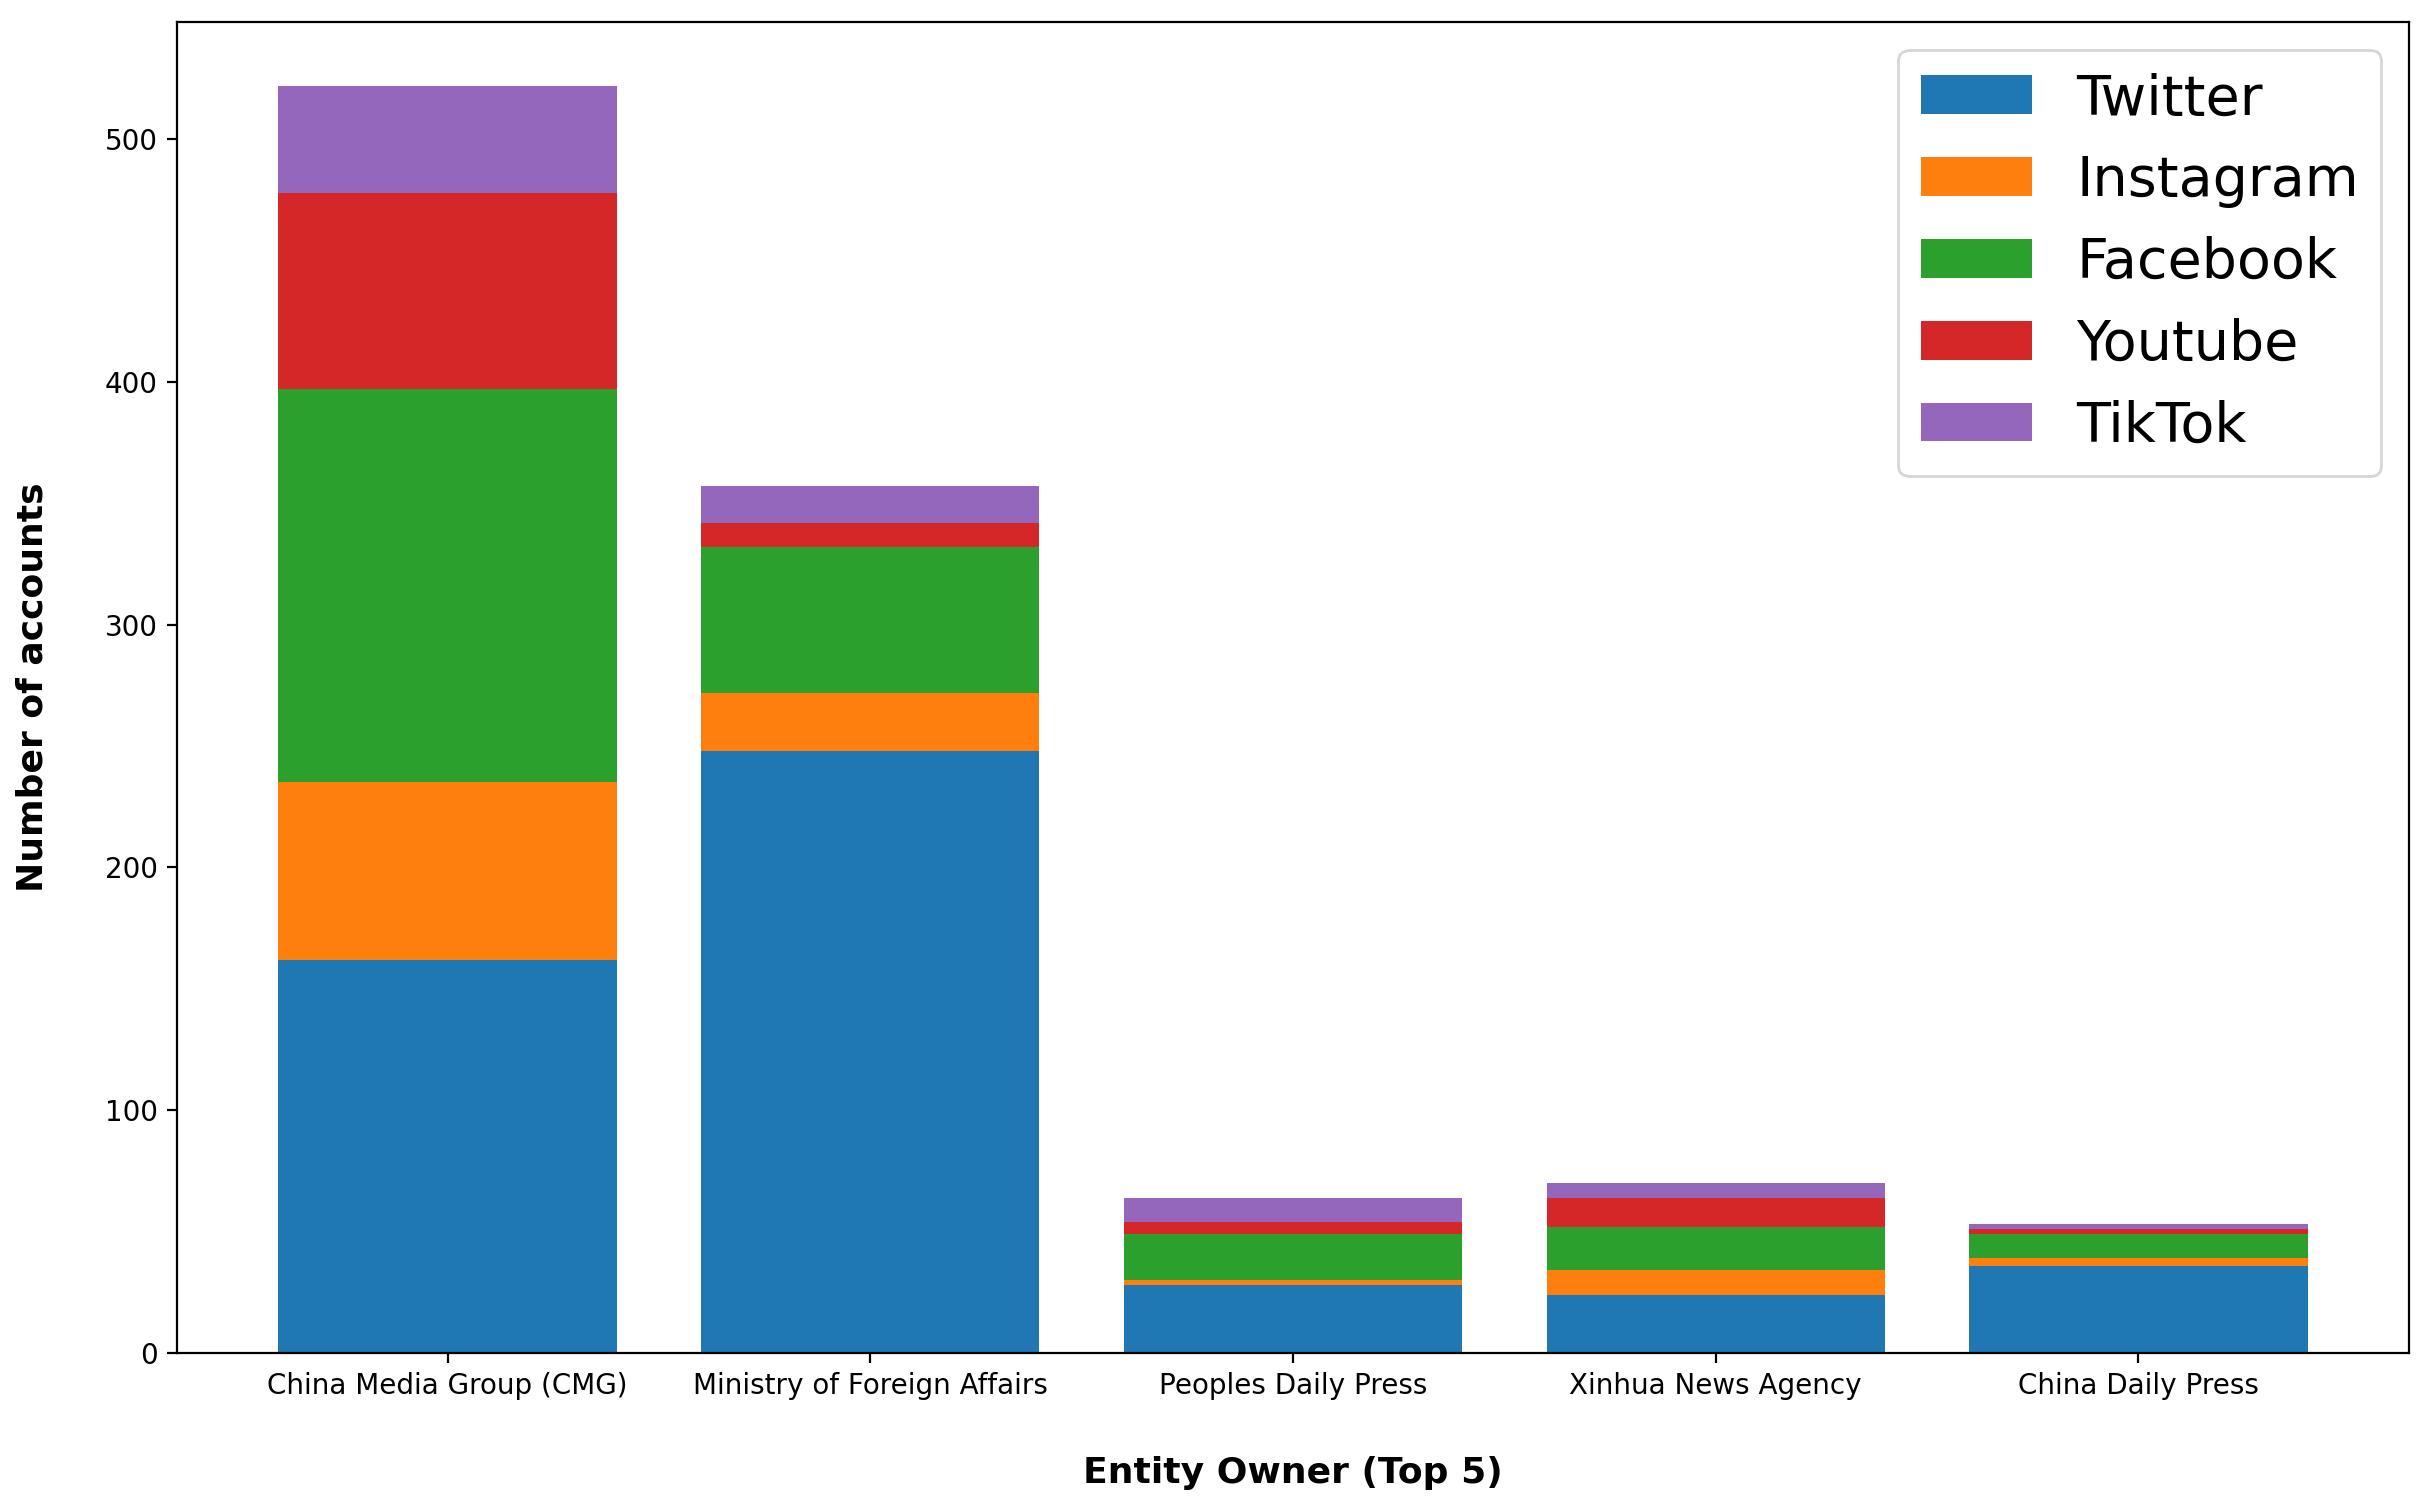 Number of accounts
500
400
300
200
100
0
Twitter
Instagram
Facebook
Youtube
TikTok
China Media Group (CMG)
Ministry of Foreign Affairs
Peoples Daily Press
Xinhua News Agency
China Daily Press
Entity Owner (Top 5)